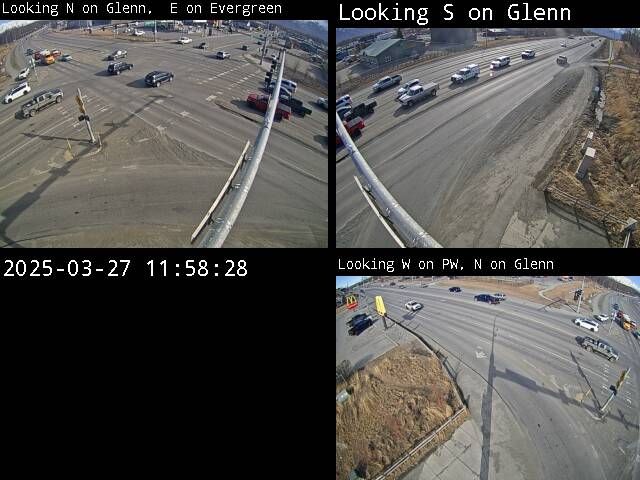 Looking N on Glenn,  E on Evergreen
Looking S on Glenn
2025-03-27 11:58:28
Looking W on PW, N on Glenn